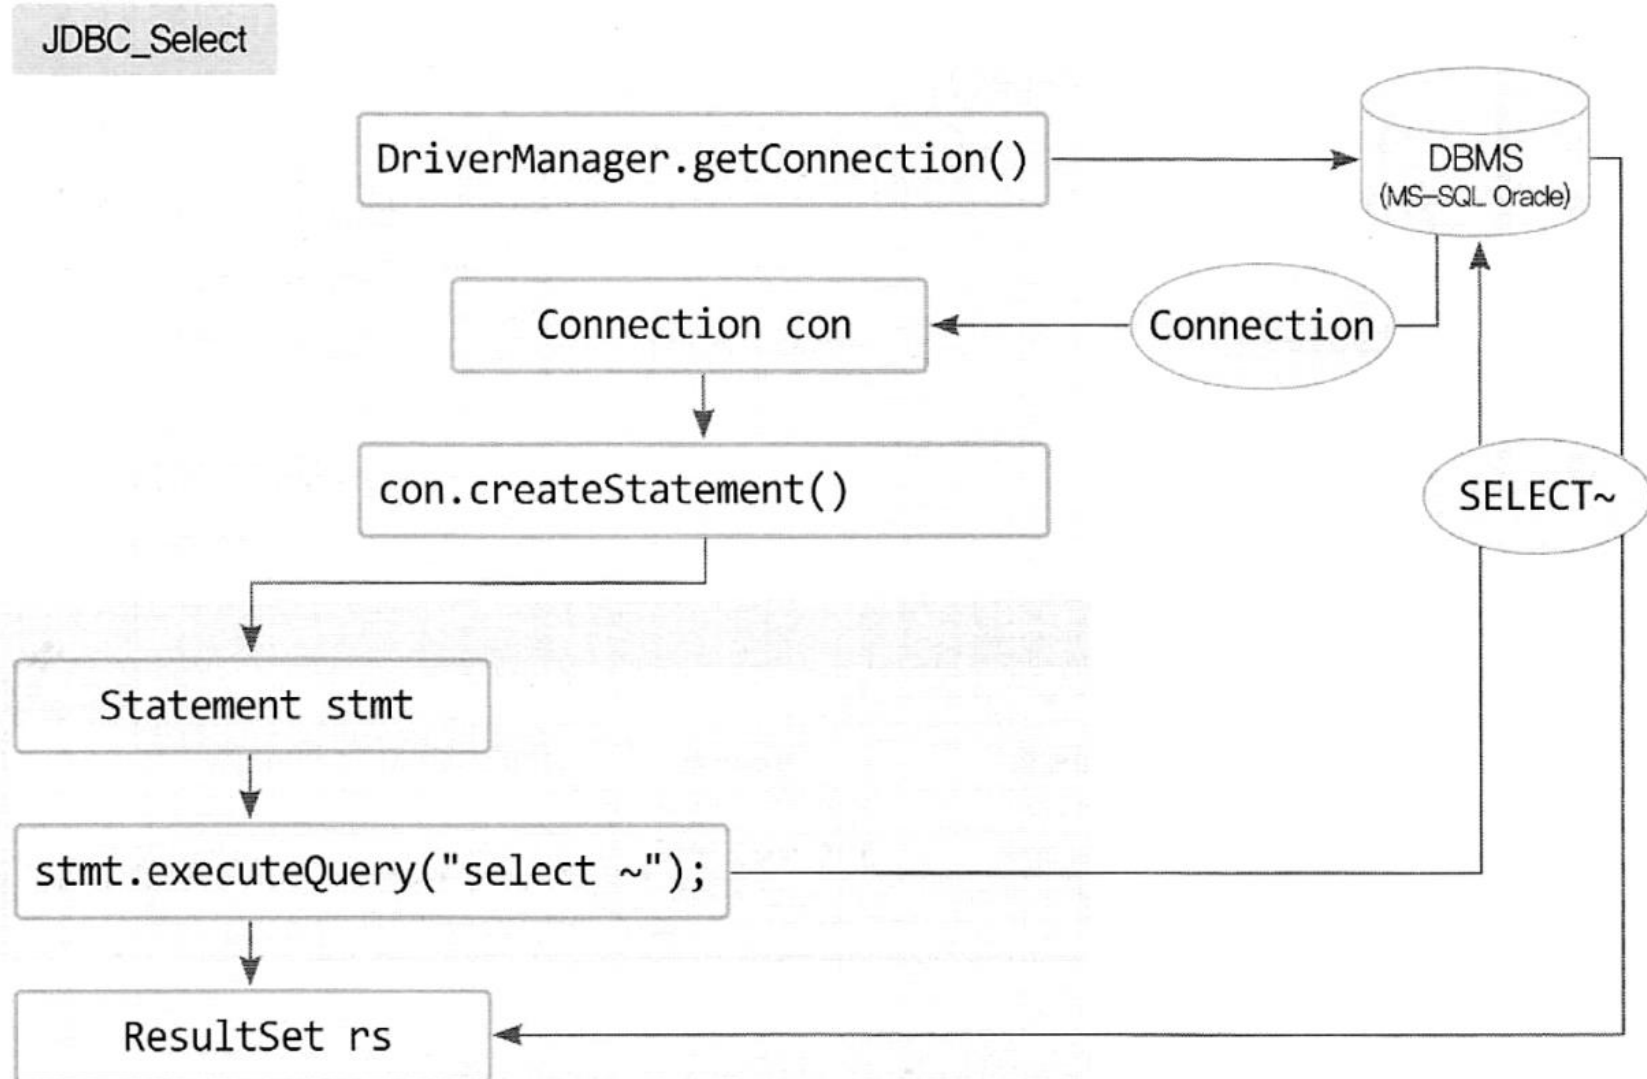 JDBC_Select
DriverManager.getConnection()
DBMS
(MS-SQL Oracle)
Connection con
Connection
con.createStatement()
SELECT~
Statement stmt
stmt.executeQuery("select ~");
ResultSet rs